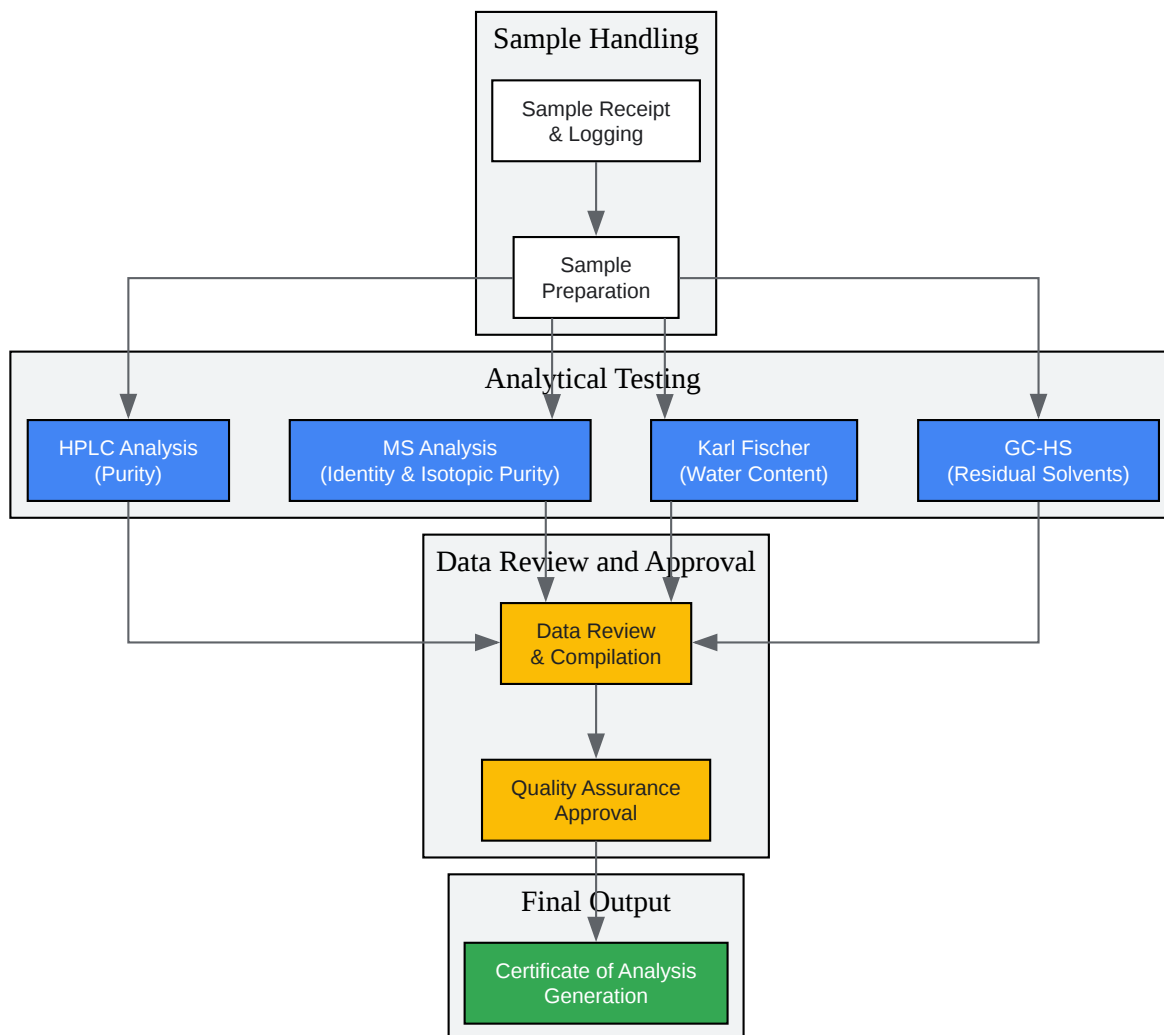 Sample Handling
Sample Receipt
& Logging
Sample
Preparation
Analytical Testing
HPLC Analysis
(Purity)
MS Analysis
(Identity & Isotopic Purity)
Karl Fischer
(Water Content)
GC-HS
(Residual Solvents)
Data Review and Approval
Data Review
& Compilation
Quality Assurance
Approval
Final Output
Certificate of Analysis
Generation